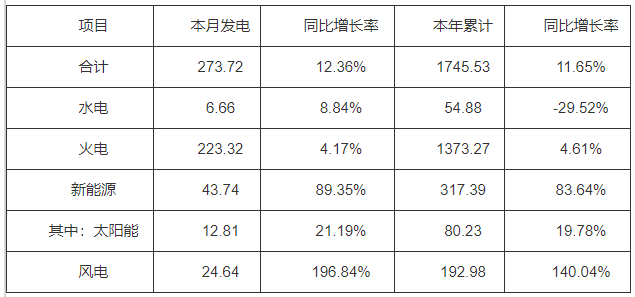 项目 本月发电 同比增长率 本年累计 同比增长率
合计 273.72 12.36% 1745.53 11.65%
水电 6.66 8.84% 54.88 -29.52%
火电 223.32 4.17% 1373.27 4.61%
新能源 43.74 89.35% 317.39 83.64%
其中：太阳能 12.81 21.19% 80.23 19.78%
风电 24.64 196.84% 192.98 140.04%